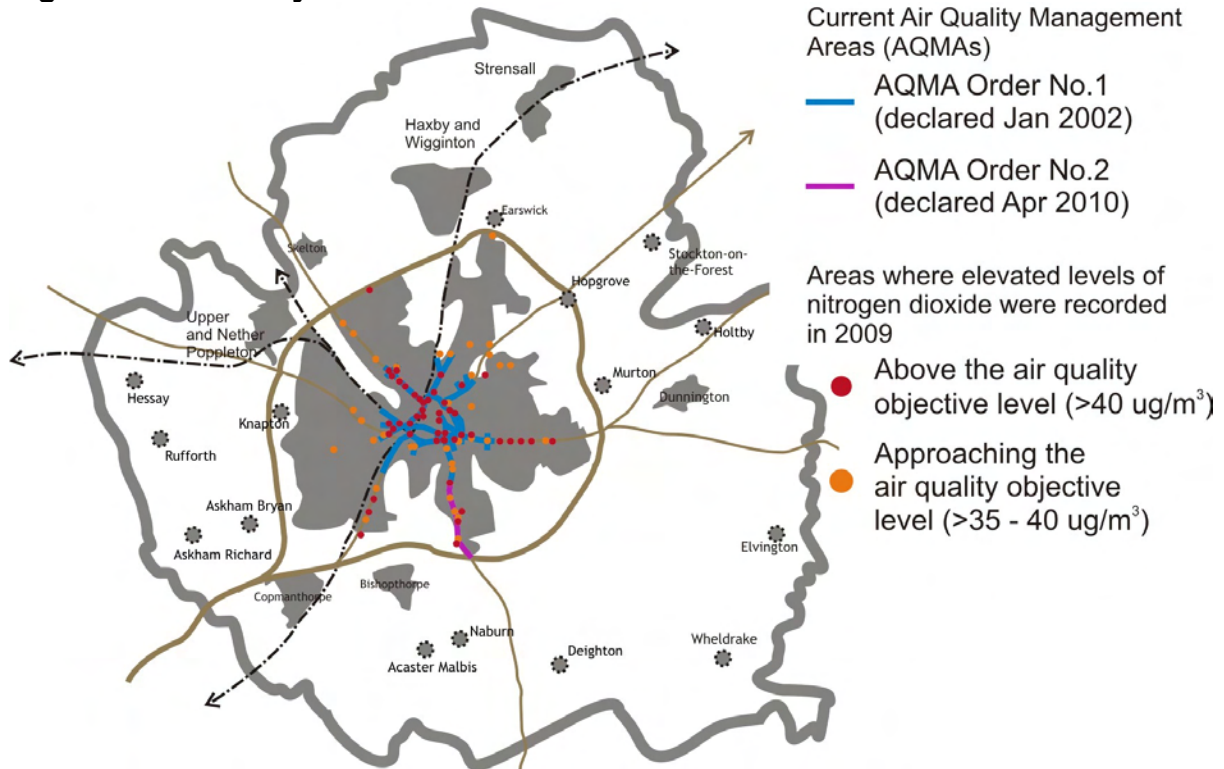 Current Air Quality Management
Areas (AQMAs)
AQMA Order No.1
(declared Jan 2002)
AQMA Order No.2
(declared Apr 2010)
Areas where elevated levels of
nitrogen dioxide were recorded
in 2009
Above the air quality
objective level (>40 ug/m³)
Approaching the
air quality objective
level (>35 - 40 ug/m³)
Strensall
Haxby and
Wigginton
Earswick
Skelton
Stockton-on-
the-Forest
Hopgrove
Upper
and Nether
Poppleton
Holtby
Hessay
Murton
Dunnington
Knapton
Rufforth
Askham Bryan
Askham Richard
Elvington
Copmanthorpe
Bishopthorpe
Naburn
Acaster Malbis
Deighton
Wheldrake